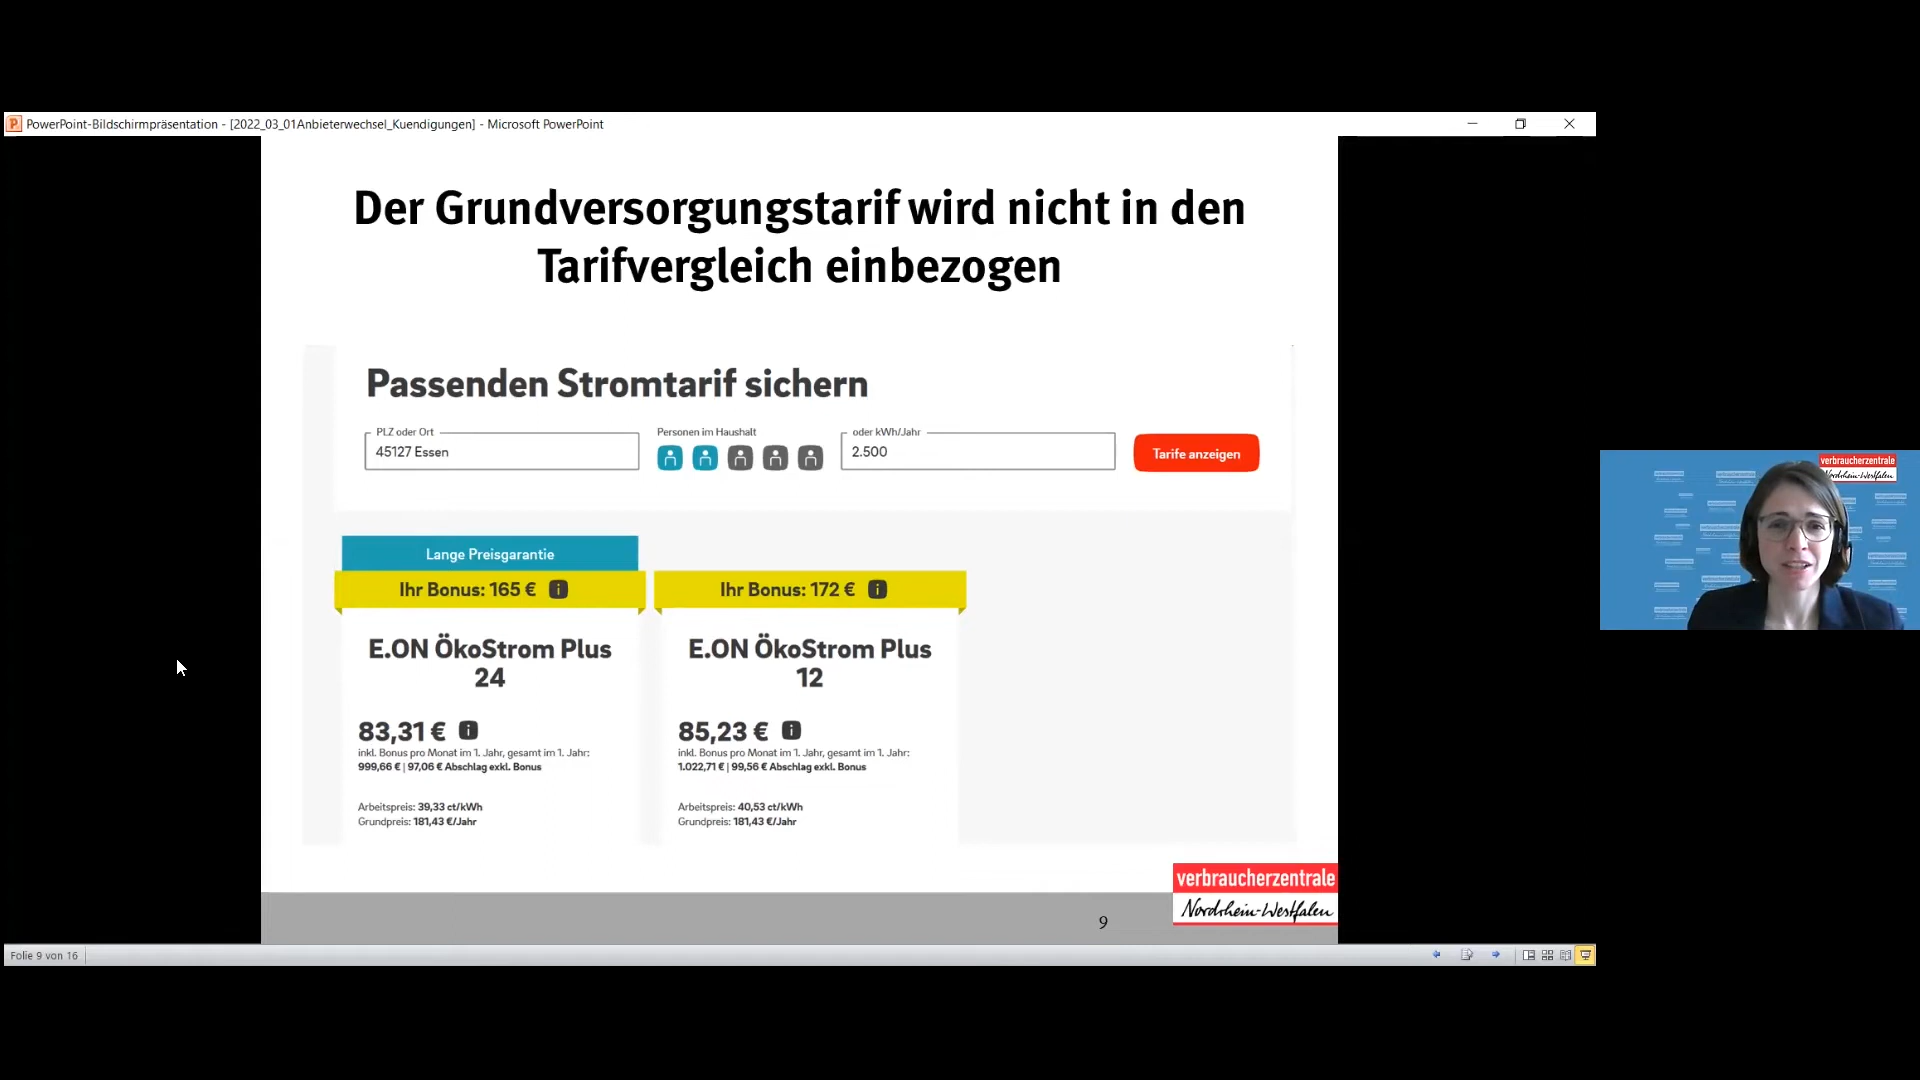 PowerPoint-Bildschirmpräsentation - [2022_03_01Anbieterwechsel_Kuendigungen] - Microsoft PowerPoint
Der Grundversorgungstarif wird nicht in den
Tarifvergleich einbezogen
Passenden Stromtarif sichern
PLZ oder Ort
45127 Essen
Personen im Haushalt
oder kWh/Jahr
2.500
Tarife anzeigen
Lange Preisgarantie
Ihr Bonus: 165 €
E.ON ÖkoStrom Plus
24
83,31 €
inkl. Bonus pro Monat im 1. Jahr, gesamt im 1. Jahr:
999,66 € | 97,06 € Abschlag exkl. Bonus
Arbeitspreis: 39,33 ct/kWh
Grundpreis: 181,43 €/Jahr
Ihr Bonus: 172 €
E.ON ÖkoStrom Plus
12
85,23 €
inkl. Bonus pro Monat im 1. Jahr, gesamt im 1. Jahr:
1.022,71 € | 99,56 € Abschlag exkl. Bonus
Arbeitspreis: 40,53 ct/kWh
Grundpreis: 181,43 €/Jahr
verbraucherzentrale
Nordrhein-Westfalen
9
Folie 9 von 16
verbraucherzentrale
Nordrhein-Westfalen